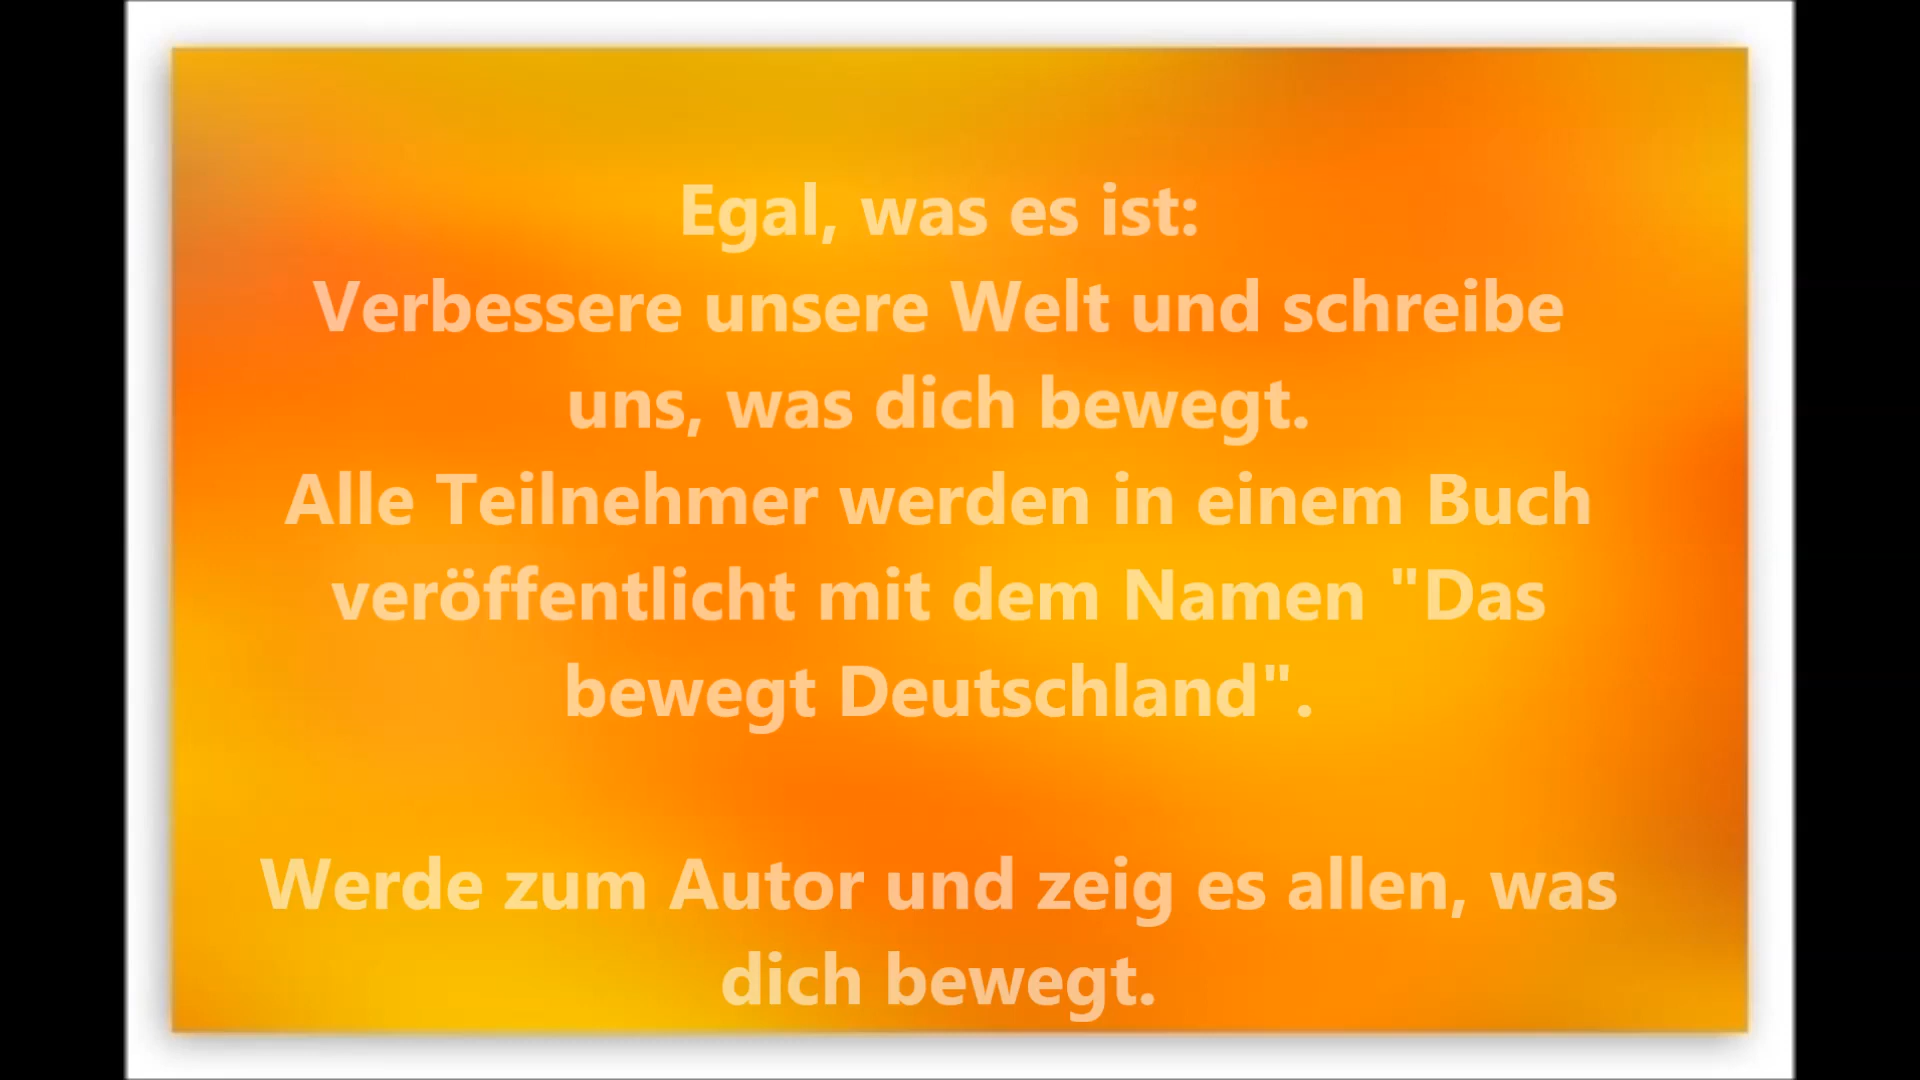 Egal, was es ist:
Verbessere unsere Welt und schreibe
uns, was dich bewegt.
Alle Teilnehmer werden in einem Buch
veröffentlicht mit dem Namen "Das
bewegt Deutschland".
Werde zum Autor und zeig es allen, was
dich bewegt.